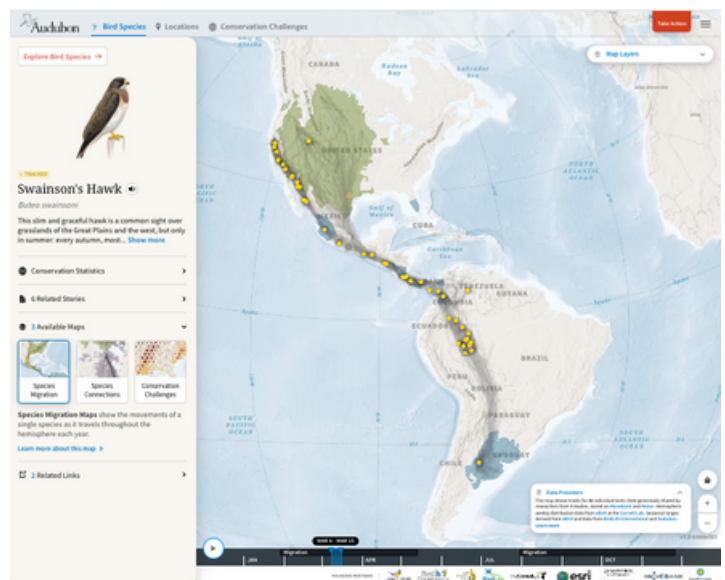 Audubon
Bird Species
Locations
Conservation Challenges
Take Action
Explore Bird Species →
Map Layers
TRACKED
Swainson's Hawk
Buteo swainsoni
This slim and graceful hawk is a common sight over
grasslands of the Great Plains and the west, but only
in summer: every autumn, most... Show more
Conservation Statistics
6 Related Stories
3 Available Maps
Species
Migration
Species
Connections
Conservation
Challenges
Species Migration Maps show the movements of a
single species as it travels throughout the
hemisphere each year.
Learn more about this map >
2 Related Links
CANADA
Hudson
Bay
Labrador
Sea
UNITED STATES
NORTH
ATLANTIC
OCEAN
Gulf of
Mexico
MEXICO
CUBA
Caribbean
Sea
VENEZUELA
GUYANA
COLOMBIA
ECUADOR
BRAZIL
PERU
BOLIVIA
PARAGUAY
SOUTH
PACIFIC
OCEAN
SOUTH
ATLANTIC
OCEAN
CHILE
URUGUAY
Data Providers
Learn more
Migration
Migration
JAN
APR
JUL
OCT
esri